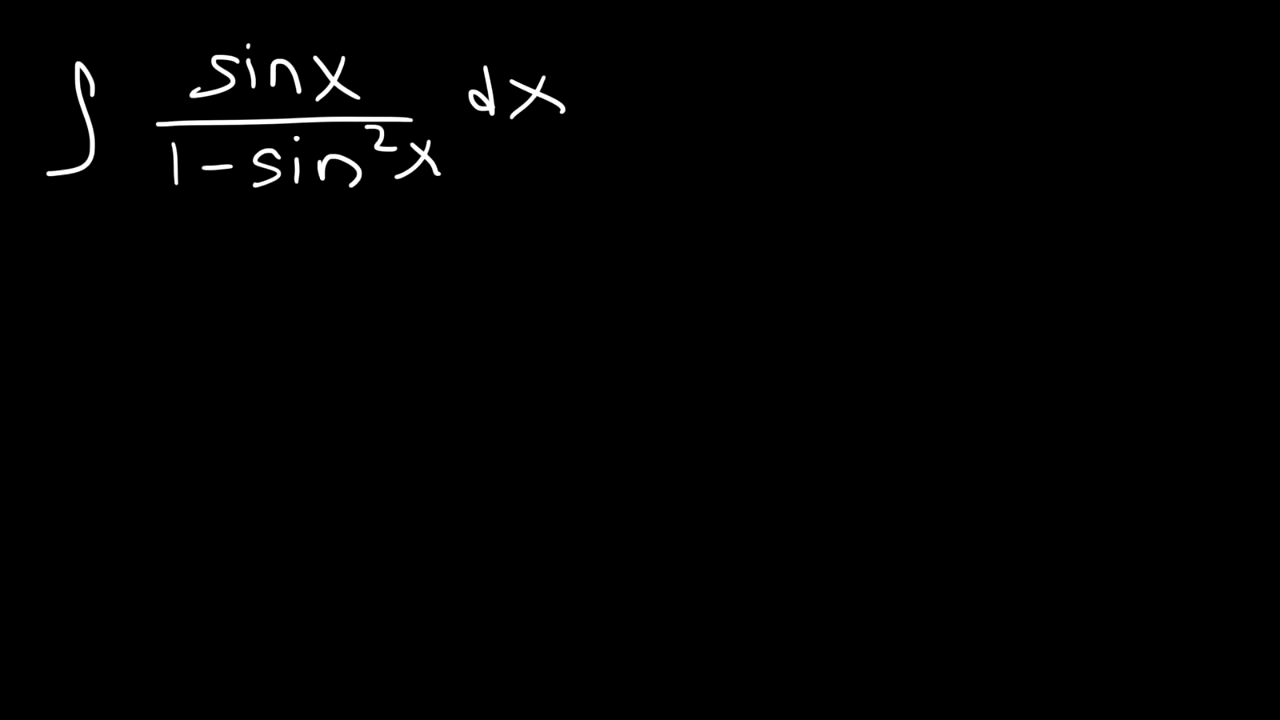 ∫ sinx / 1-sin²x dx